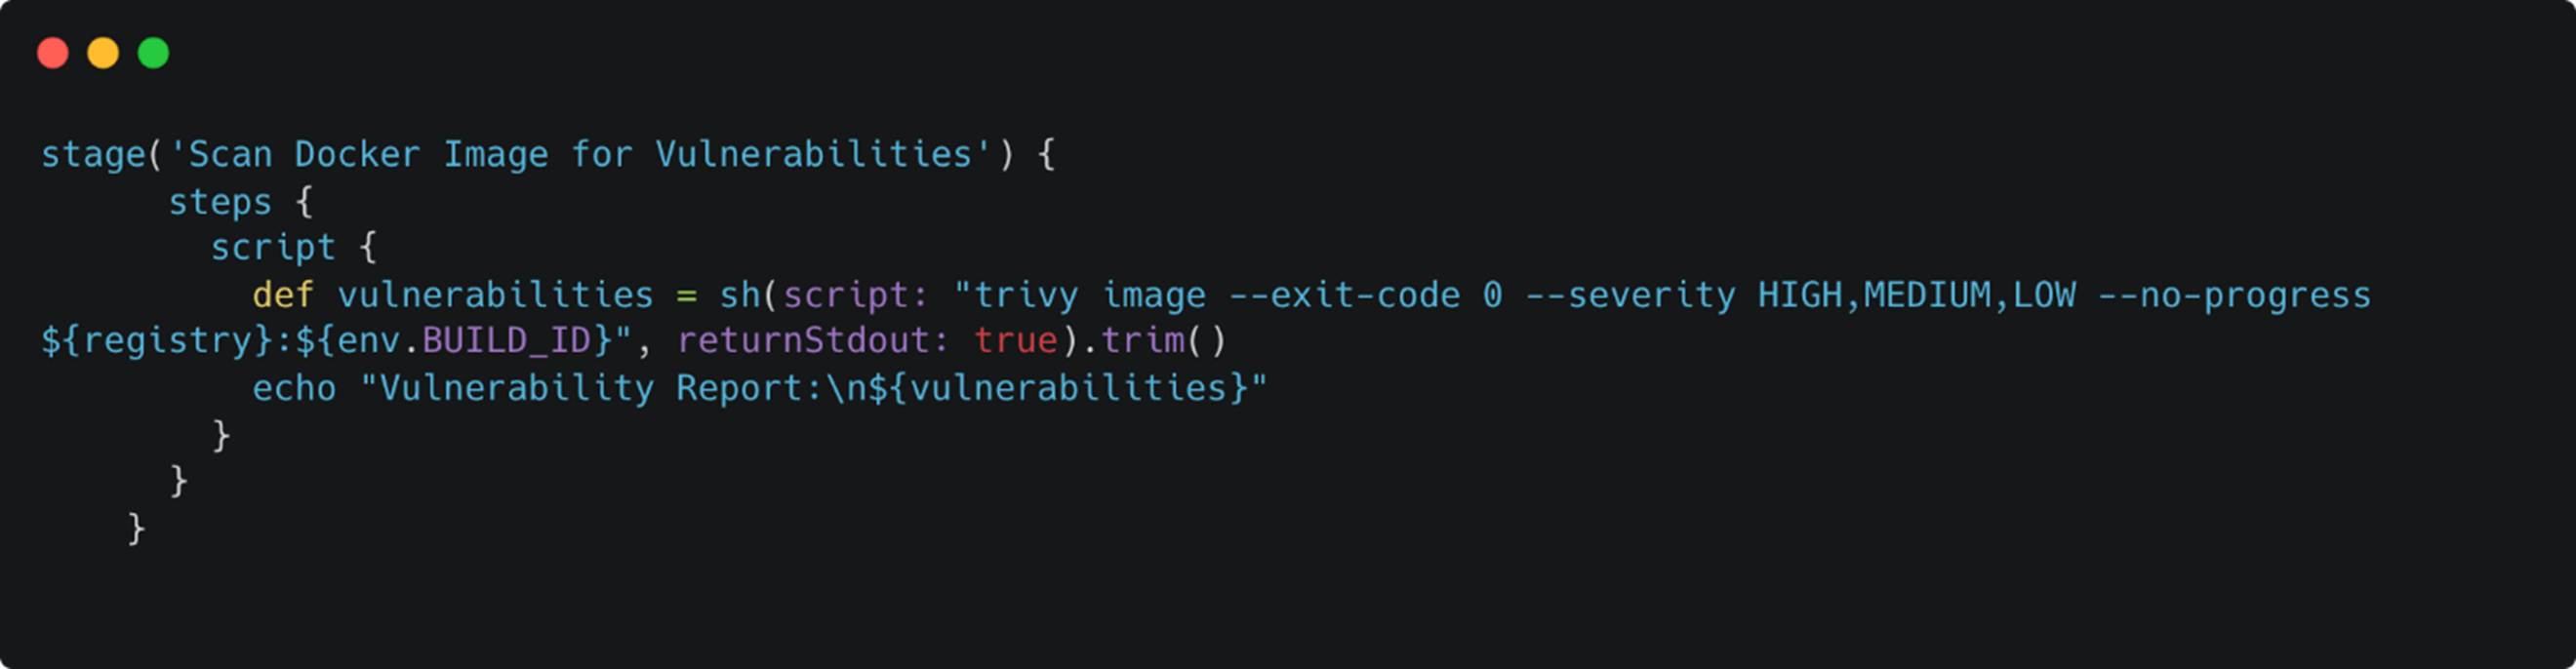 stage('Scan Docker Image for Vulnerabilities') {
      steps {
        script {
          def vulnerabilities = sh(script: "trivy image --exit-code 0 --severity HIGH,MEDIUM,LOW --no-progress
${registry}:${env.BUILD_ID}", returnStdout: true).trim()
          echo "Vulnerability Report:\n${vulnerabilities}"
        }
      }
    }